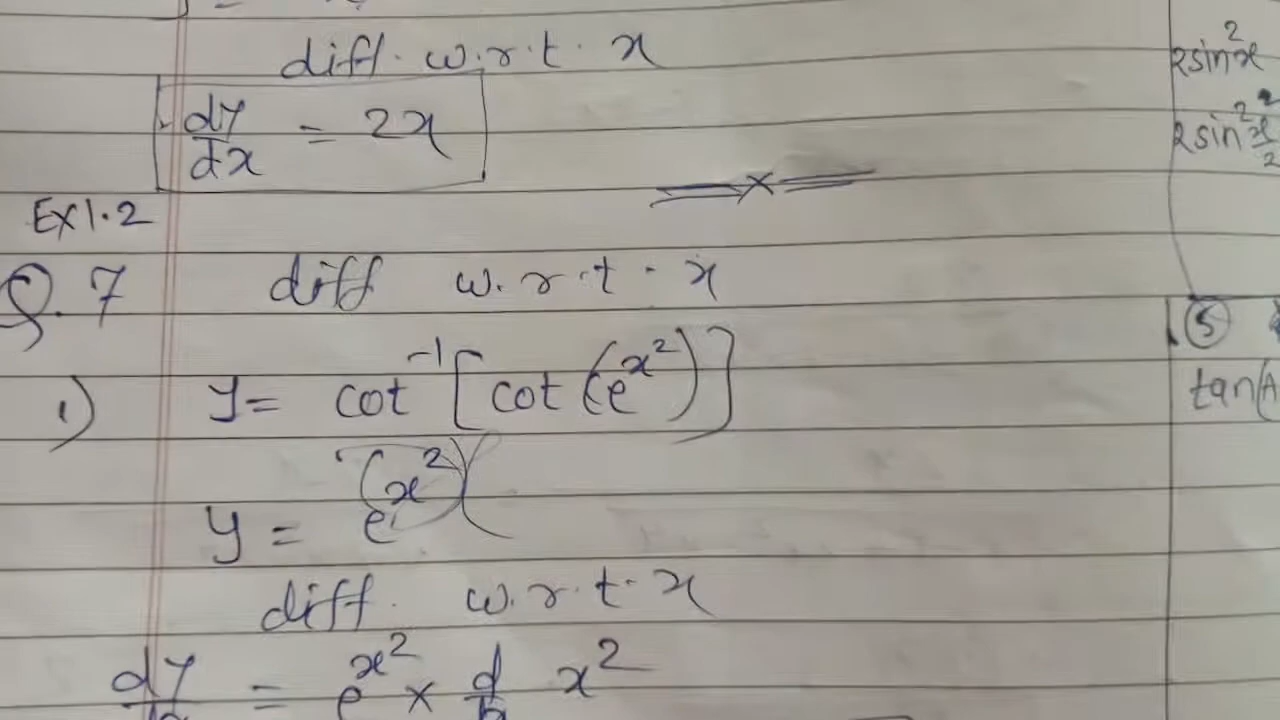 diff. w.r.t. x
dy/dx = 2x
Ex 1.2
Q.7 diff w.r.t. x
1) y = cot⁻¹[cot(e^(x²))]
y = e^(x²)
diff. w.r.t. x
dy = e^x² × d x²
2sin²x
2sin²x²/2
5
tan(A